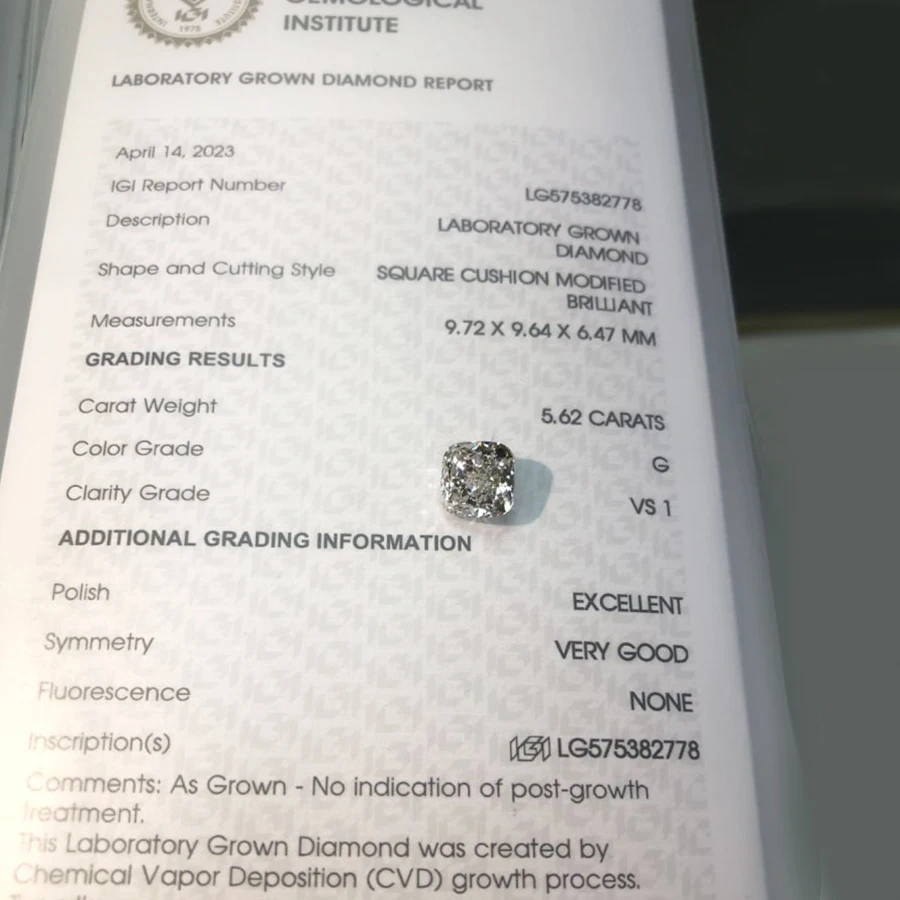 IGI
1975
GEMOLOGICAL
INSTITUTE
LABORATORY GROWN DIAMOND REPORT
April 14, 2023
IGI Report Number LG575382778
Description LABORATORY GROWN
DIAMOND
Shape and Cutting Style SQUARE CUSHION MODIFIED
BRILLIANT
Measurements 9.72 X 9.64 X 6.47 MM
GRADING RESULTS
Carat Weight 5.62 CARATS
Color Grade G
Clarity Grade VS 1
ADDITIONAL GRADING INFORMATION
Polish EXCELLENT
Symmetry VERY GOOD
Fluorescence NONE
Inscription(s) IGI LG575382778
Comments: As Grown - No indication of post-growth
treatment.
This Laboratory Grown Diamond was created by
Chemical Vapor Deposition (CVD) growth process.